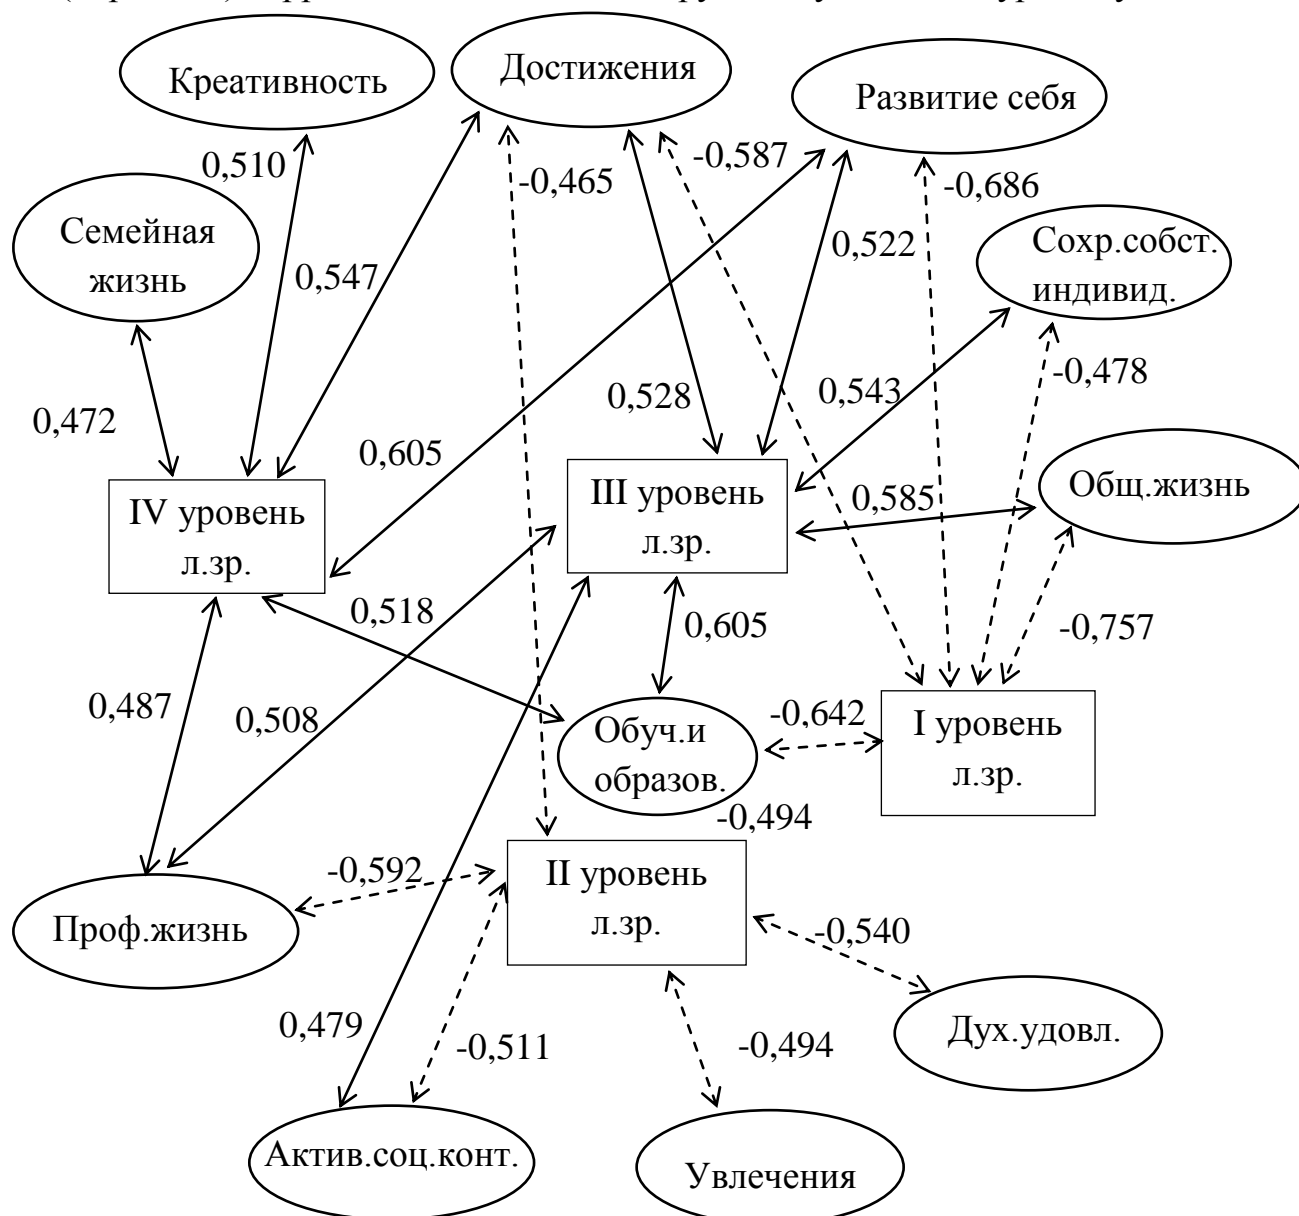 Креативность
Достижения
Развитие себя
0,510
-0,465
-0,587
-0,686
Семейная
жизнь
0,547
0,522
Сохр.собст.
индивид.
0,472
0,605
0,528
0,543
-0,478
IV уровень
л.зр.
III уровень
л.зр.
0,585
Общ.жизнь
0,518
0,605
-0,757
0,487
0,508
Обуч.и
образов.
-0,642
I уровень
л.зр.
-0,494
-0,592
II уровень
л.зр.
Проф.жизнь
-0,540
0,479
-0,511
-0,494
Дух.удовл.
Актив.соц.конт.
Увлечения